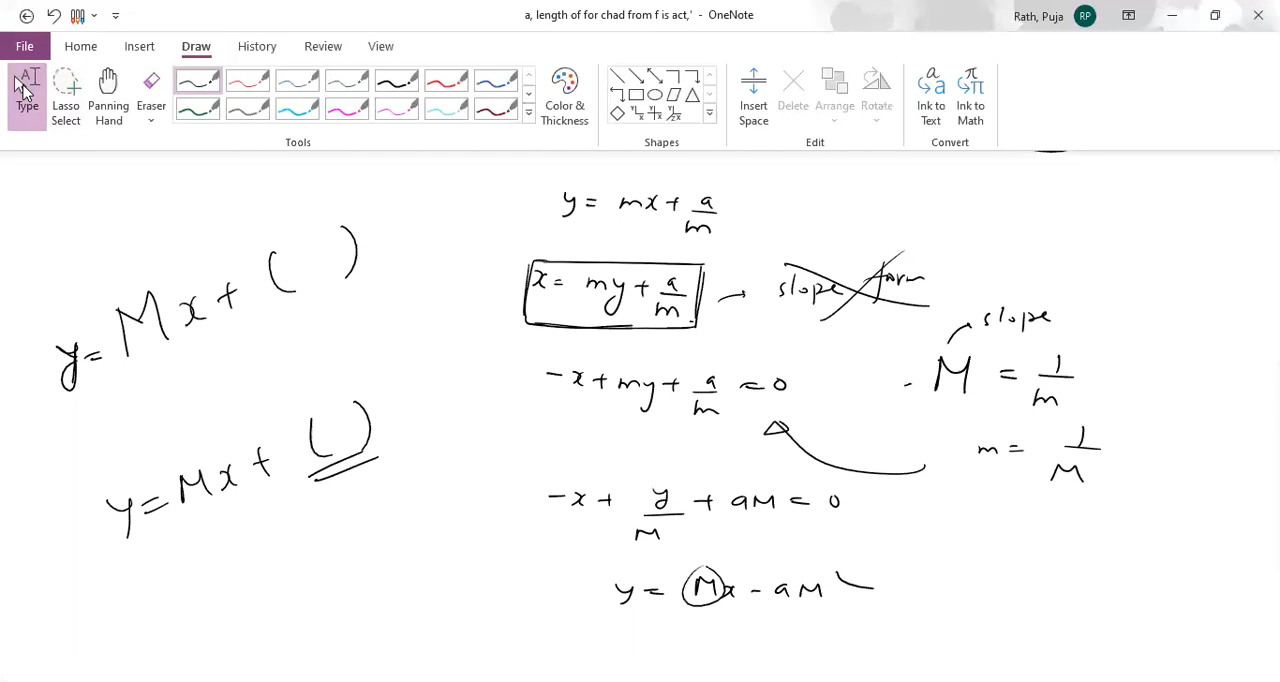 a, length of for chad from f is act,' - OneNote
Rath, Puja RP
File Home Insert Draw History Review View
Type Lasso Select Panning Hand Eraser Color & Thickness Insert Space Delete Arrange Rotate Ink to Text Ink to Math
Tools Shapes Edit Convert
y = mx + a/m
y = Mx + ( )
x = my + a/m → slope form
slope
-x + my + a/m = 0
M = 1/m
m = 1/M
y = Mx + ( )
-x + y/M + aM = 0
y = Mx - aM